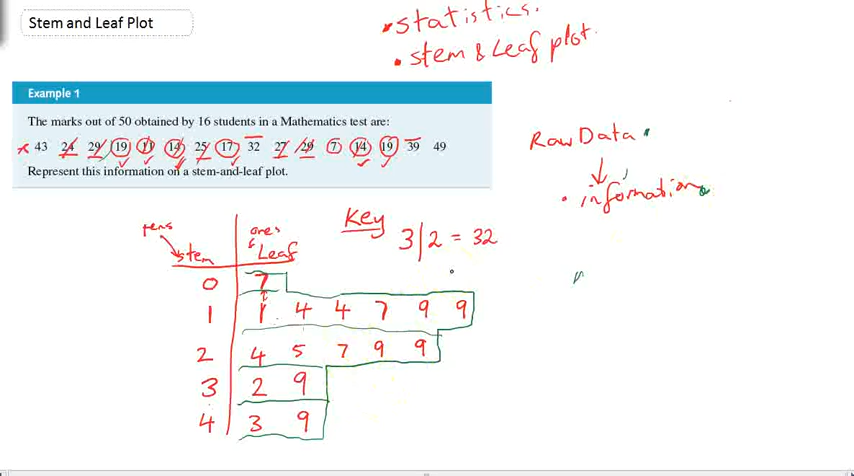 Stem and Leaf Plot
• statistics.
• stem & Leaf plot.
Example 1
The marks out of 50 obtained by 16 students in a Mathematics test are:
43 24 29 19 11 14 25 17 32 27 29 7 14 19 39 49
Represent this information on a stem-and-leaf plot.
Raw Data
• information
Key
3 | 2 = 32
tens
ones
stem Leaf
0 7
1 1 4 4 7 9 9
2 4 5 7 9 9
3 2 9
4 3 9